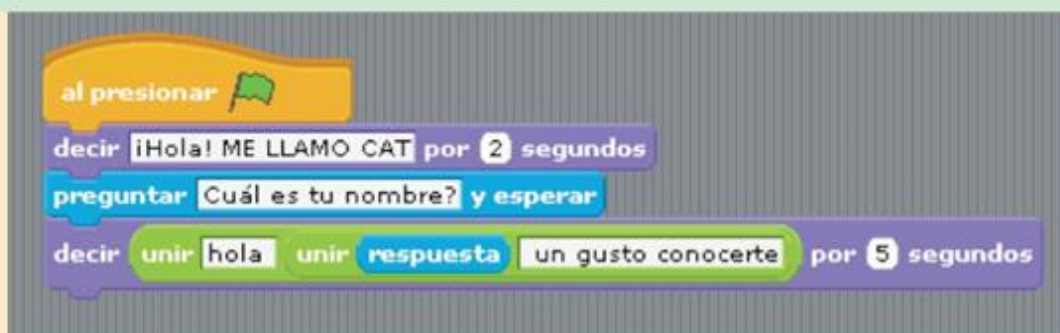 al presionar
decir ¡Hola! ME LLAMO CAT por 2 segundos
preguntar Cuál es tu nombre? y esperar
decir unir hola unir respuesta un gusto conocerte por 5 segundos